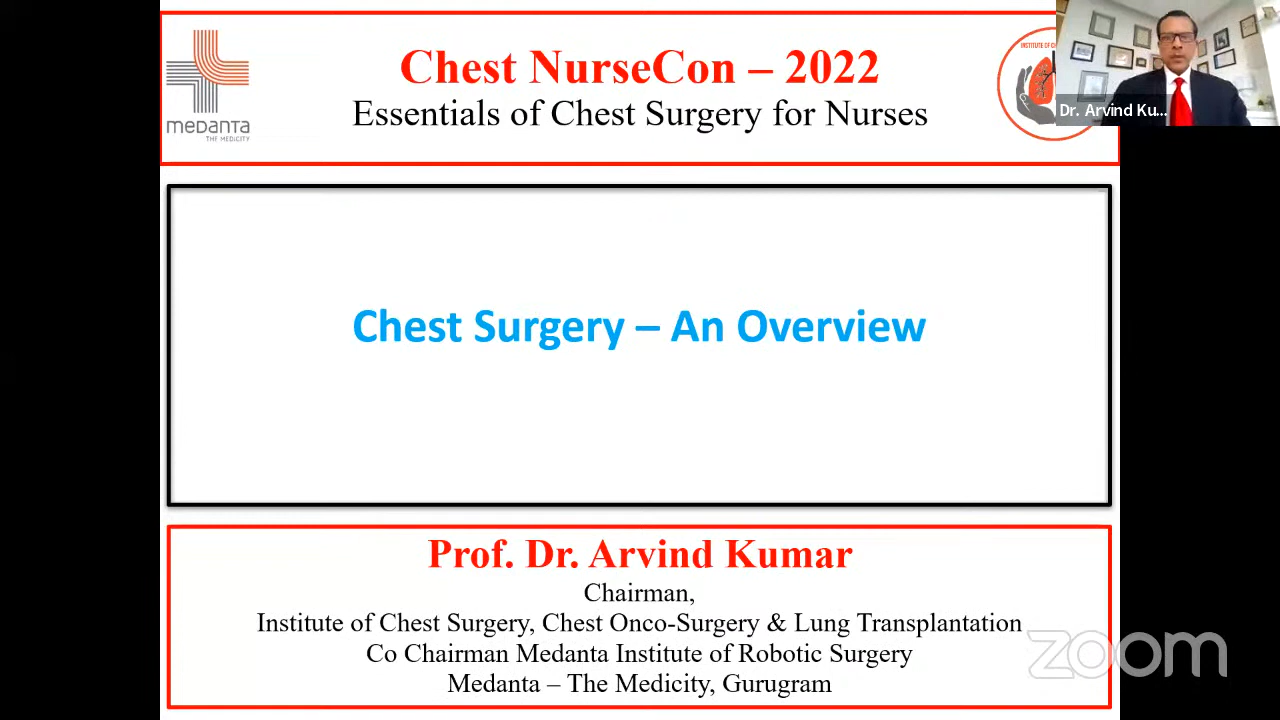 Chest NurseCon – 2022
Essentials of Chest Surgery for Nurses
MEDANTA
THE MEDICITY
INSTITUTE OF
Dr. Arvind Ku...
Chest Surgery – An Overview
Prof. Dr. Arvind Kumar
Chairman,
Institute of Chest Surgery, Chest Onco-Surgery & Lung Transplantation
Co Chairman Medanta Institute of Robotic Surgery
Medanta – The Medicity, Gurugram
zoom